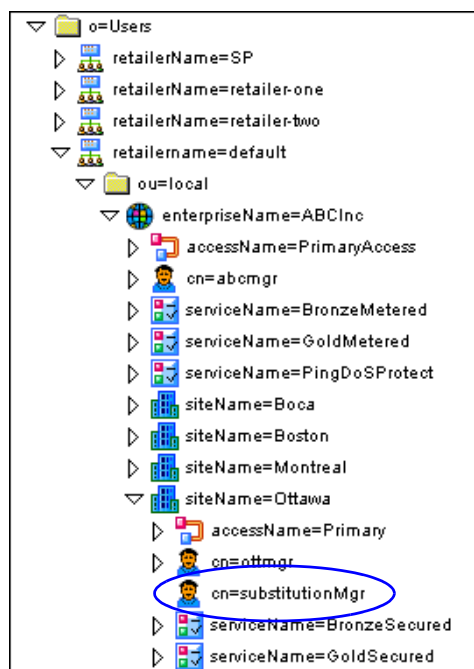 o=Users
retailerName=SP
retailerName=retailer-one
retailerName=retailer-two
retailername=default
ou=local
enterpriseName=ABCInc
accessName=PrimaryAccess
cn=abcmgr
serviceName=BronzeMetered
serviceName=GoldMetered
serviceName=PingDoSProtect
siteName=Boca
siteName=Boston
siteName=Montreal
siteName=Ottawa
accessName=Primary
cn=ottmgr
cn=substitutionMgr
serviceName=BronzeSecured
serviceName=GoldSecured